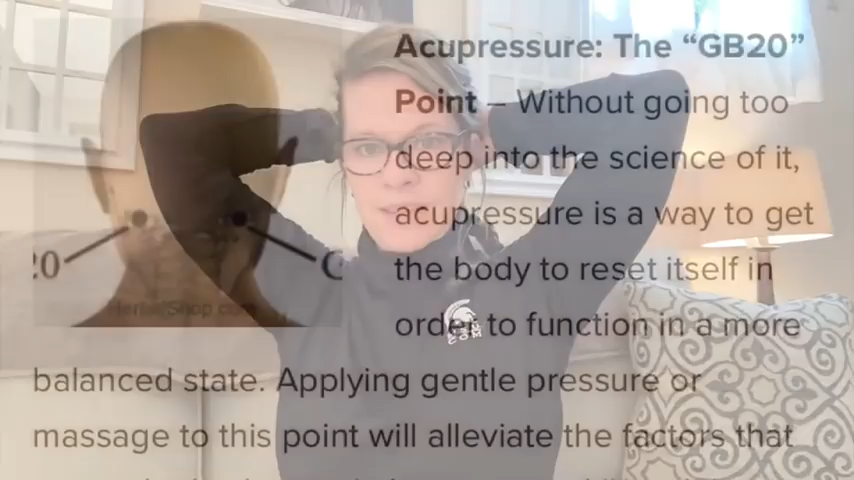 Acupressure: The “GB20”
Point – Without going too
deep into the science of it,
acupressure is a way to get
the body to reset itself in
order to function in a more
balanced state. Applying gentle pressure or
massage to this point will alleviate the factors that
20
G
COM